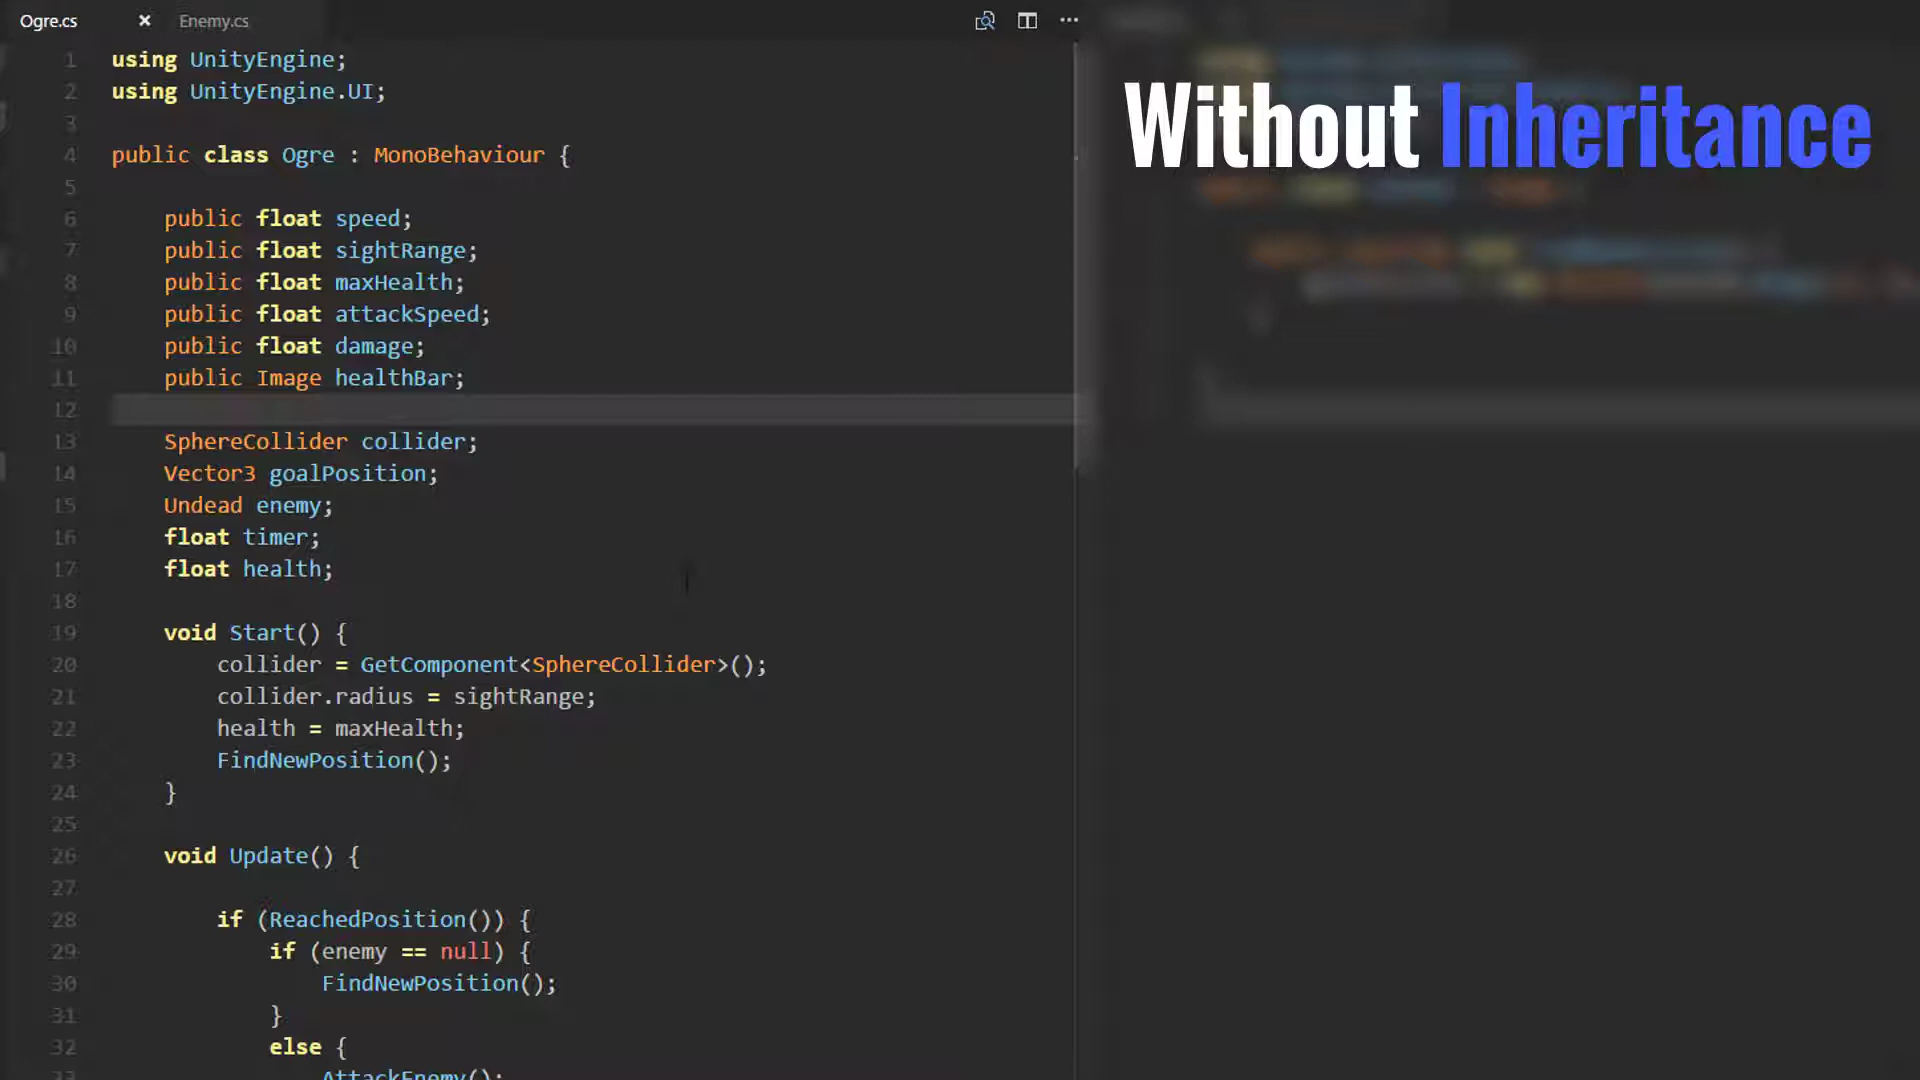 Ogre.cs × Enemy.cs
Without Inheritance
1 using UnityEngine;
2 using UnityEngine.UI;
3
4 public class Ogre : MonoBehaviour {
5
6 public float speed;
7 public float sightRange;
8 public float maxHealth;
9 public float attackSpeed;
10 public float damage;
11 public Image healthBar;
12
13 SphereCollider collider;
14 Vector3 goalPosition;
15 Undead enemy;
16 float timer;
17 float health;
18
19 void Start() {
20 collider = GetComponent<SphereCollider>();
21 collider.radius = sightRange;
22 health = maxHealth;
23 FindNewPosition();
24 }
25
26 void Update() {
27
28 if (ReachedPosition()) {
29 if (enemy == null) {
30 FindNewPosition();
31 }
32 else {
33 AttackEnemy();